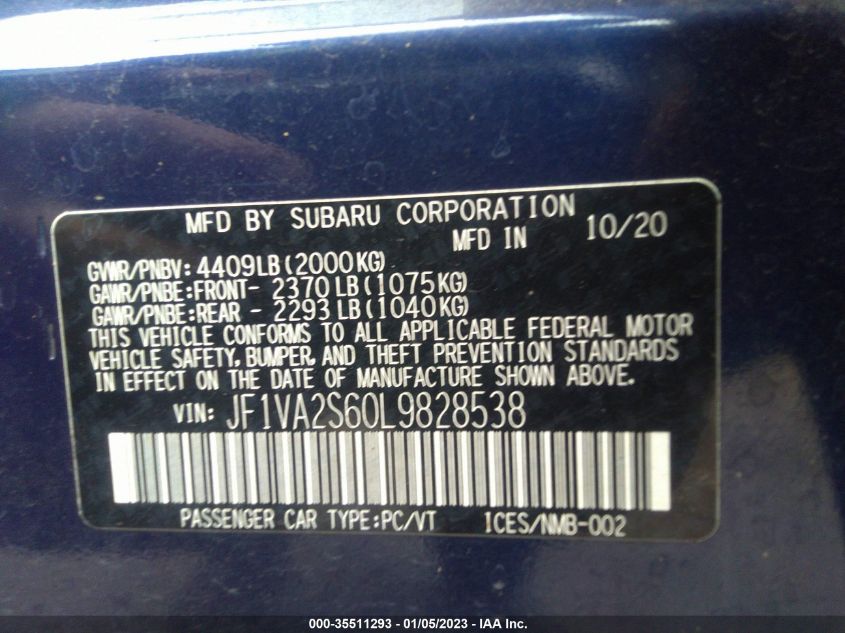 MFD BY SUBARU CORPORATION
MFD IN 10/20
GVWR/PNBV: 4409LB(2000KG)
GAWR/PNBE:FRONT- 2370LB(1075KG)
GAWR/PNBE:REAR - 2293LB(1040KG)
THIS VEHICLE CONFORMS TO ALL APPLICABLE FEDERAL MOTOR
VEHICLE SAFETY, BUMPER, AND THEFT PREVENTION STANDARDS
IN EFFECT ON THE DATE OF MANUFACTURE SHOWN ABOVE.
VIN: JF1VA2S60L9828538
PASSENGER CAR TYPE:PC/VT ICES/NMB-002
000-35511293 - 01/05/2023 - IAA Inc.